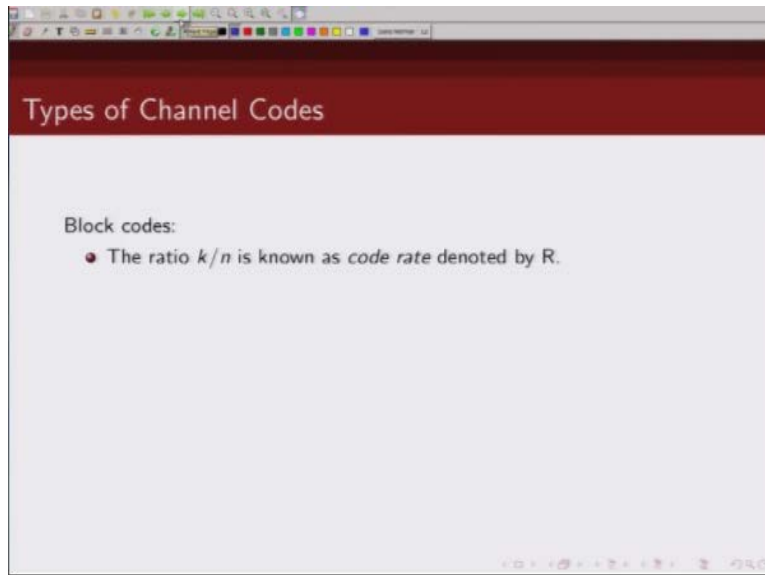 Types of Channel Codes
Block codes:
The ratio k/n is known as code rate denoted by R.